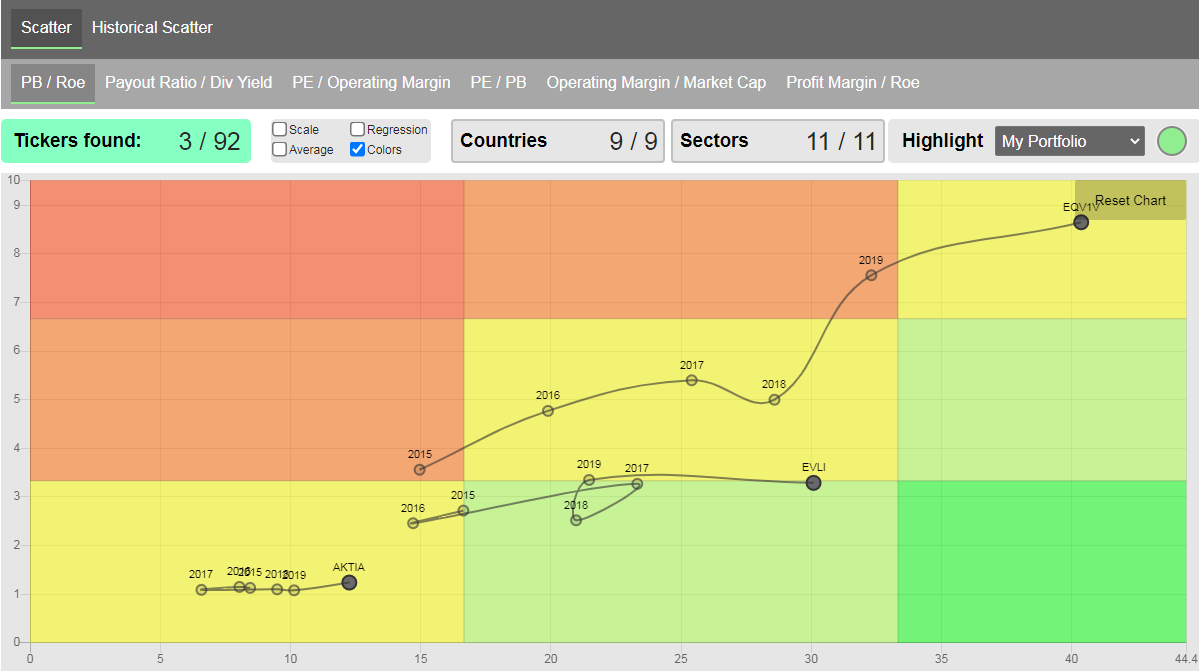 Scatter Historical Scatter
PB / Roe Payout Ratio / Div Yield PE / Operating Margin PE / PB Operating Margin / Market Cap Profit Margin / Roe
Tickers found: 3 / 92
Scale Regression
Average Colors
Countries 9 / 9
Sectors 11 / 11
Highlight My Portfolio
Reset Chart
10
9
8
7
6
5
4
3
2
1
0
EQV1V
2019
2018
2017
2016
2015
EVLI
2019
2017
2018
2015
2016
AKTIA
2017
2016
2015
2018
2019
0 5 10 15 20 25 30 35 40 44.4